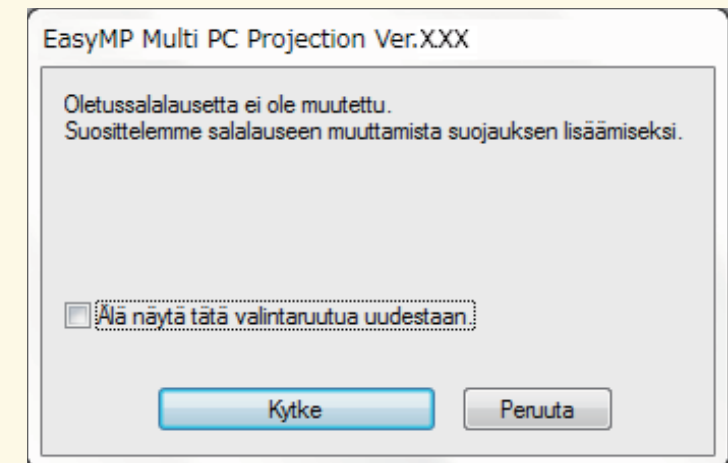 EasyMP Multi PC Projection Ver.XXX
Oletussalalausetta ei ole muutettu.
Suosittelemme salalauseen muuttamista suojauksen lisäämiseksi.
Älä näytä tätä valintaruutua uudestaan.
Kytke
Peruuta